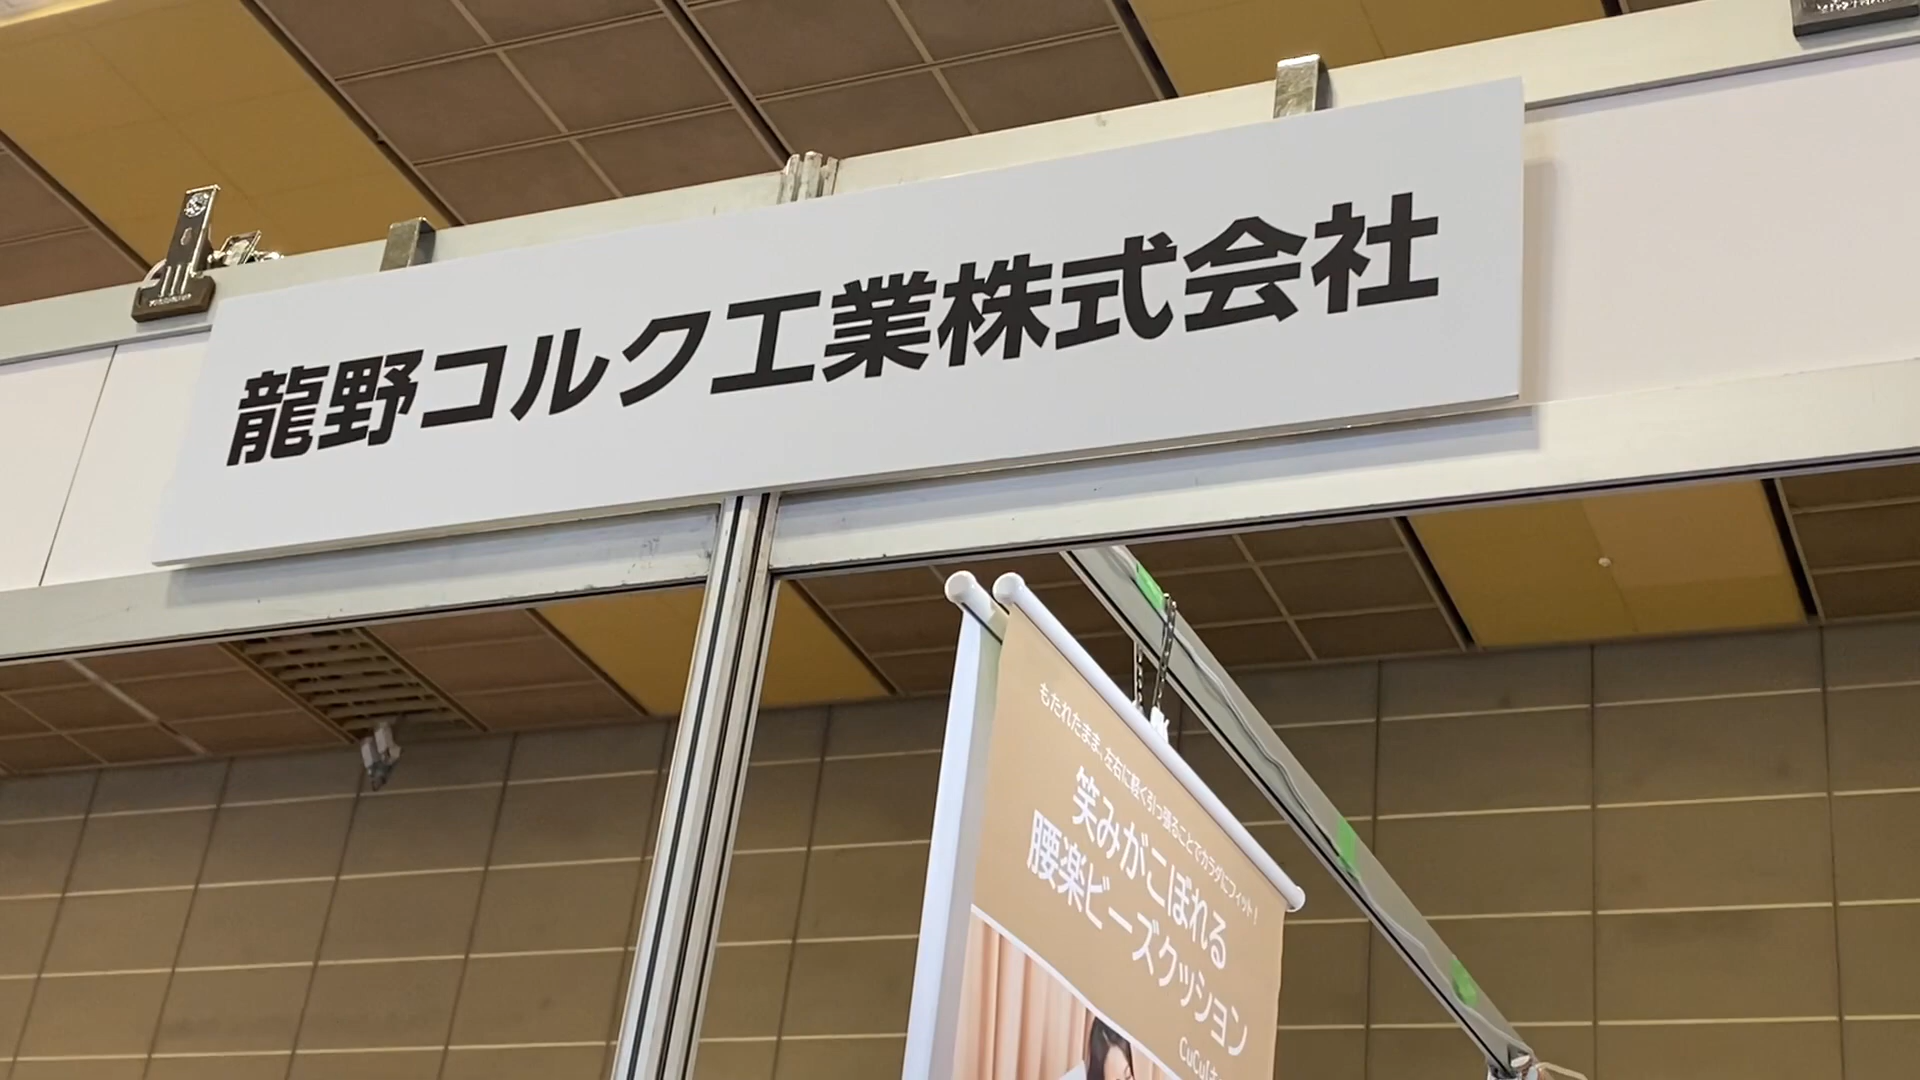 龍野コルク工業株式会社
もたれたまま、左右に軽く引っ張ることでカラダにフィット！
笑みがこぼれる
腰楽ビーズクッション
CuCu